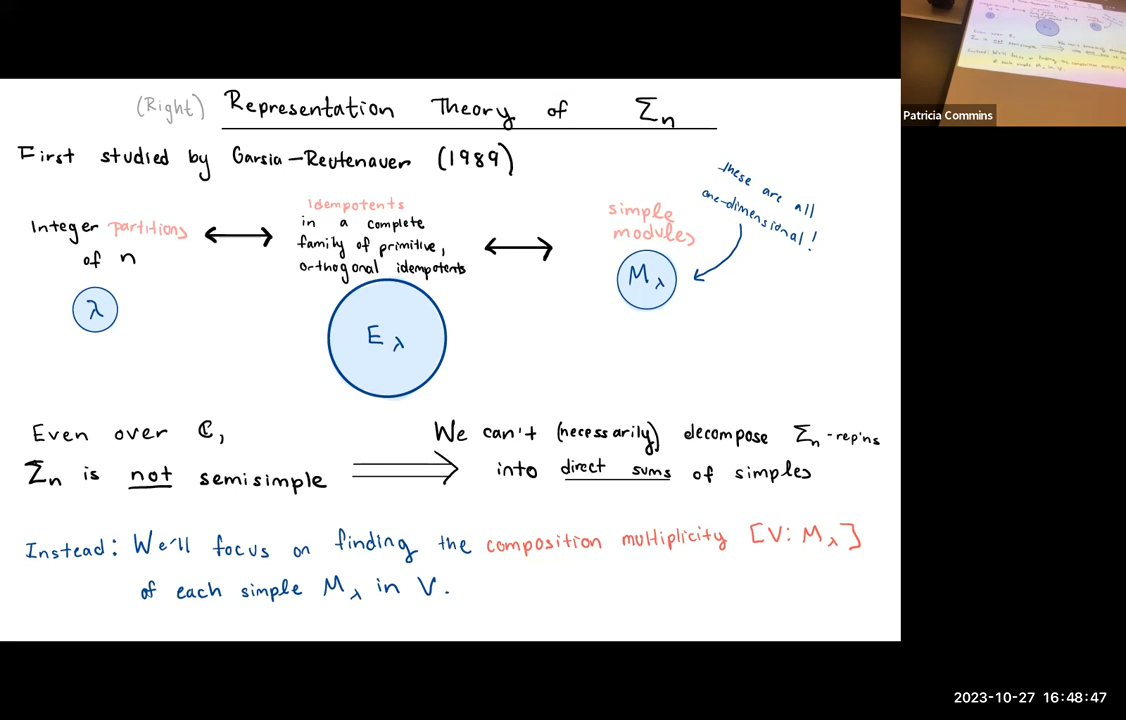 (Right) Representation Theory of Σn
First studied by Garsia-Reutenauer (1989)
these are all
one-dimensional!
Integer partitions
of n
λ
Idempotents
in a complete
family of primitive,
orthogonal idempotents
Eλ
simple
modules
Mλ
Even over ℂ,
Σn is not semisimple
We can't (necessarily) decompose Σn-rep'ns
into direct sums of simples
Instead: We'll focus on finding the composition multiplicity [V: Mλ]
of each simple Mλ in V.
Patricia Commins
2023-10-27 16:48:47